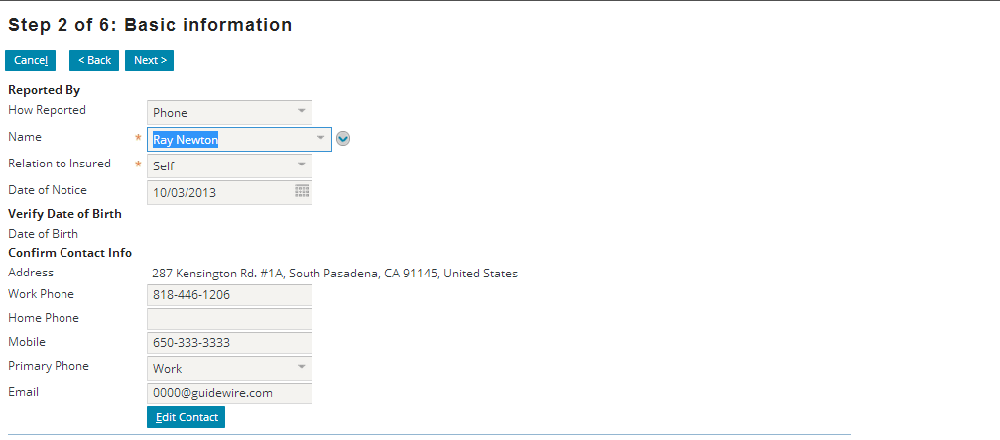 Step 2 of 6: Basic information
Cancel < Back Next >
Reported By
How Reported Phone
Name * Ray Newton
Relation to Insured * Self
Date of Notice 10/03/2013
Verify Date of Birth
Date of Birth
Confirm Contact Info
Address 287 Kensington Rd. #1A, South Pasadena, CA 91145, United States
Work Phone 818-446-1206
Home Phone
Mobile 650-333-3333
Primary Phone Work
Email 0000@guidewire.com
Edit Contact